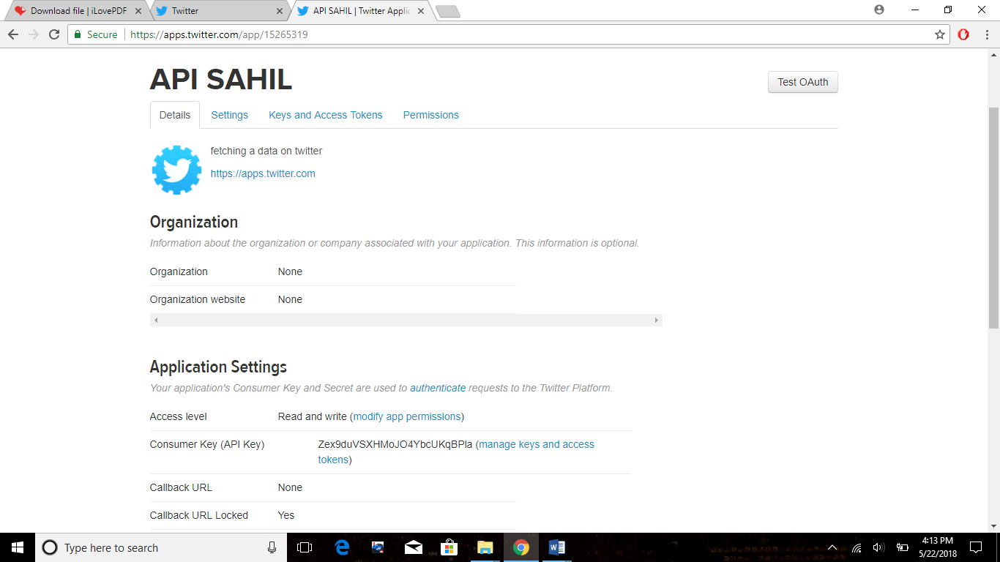 Download file | iLovePDF
Twitter
API SAHIL | Twitter Applic
Secure
https://apps.twitter.com/app/15265319
API SAHIL
Test OAuth
Details
Settings
Keys and Access Tokens
Permissions
fetching a data on twitter
https://apps.twitter.com
Organization
Information about the organization or company associated with your application. This information is optional.
Organization None
Organization website None
Application Settings
Your application's Consumer Key and Secret are used to authenticate requests to the Twitter Platform.
Access level Read and write (modify app permissions)
Consumer Key (API Key) Zex9duVSXHMoJO4YbcUKqBPla (manage keys and access
tokens)
Callback URL None
Callback URL Locked Yes
Type here to search
4:13 PM
5/22/2018